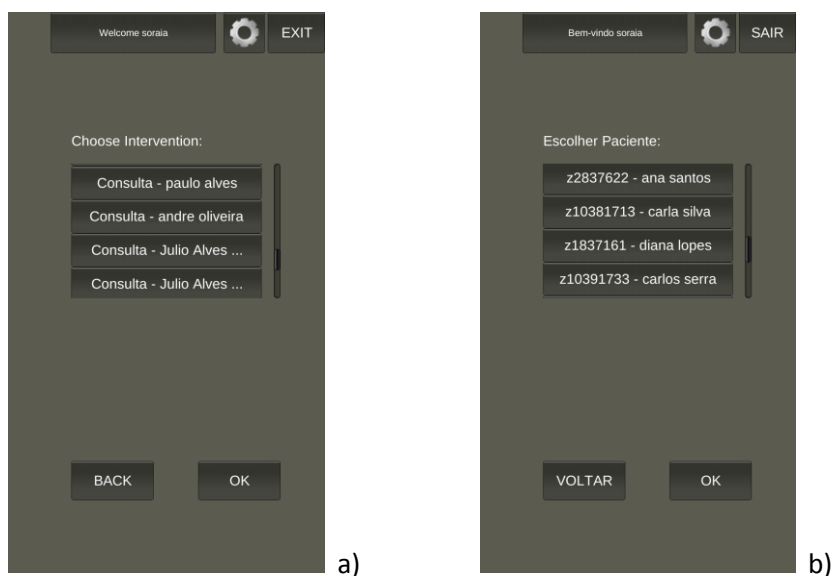 Welcome soraia
EXIT
Choose Intervention:
Consulta - paulo alves
Consulta - andre oliveira
Consulta - Julio Alves ...
Consulta - Julio Alves ...
BACK
OK
a)
Bem-vindo soraia
SAIR
Escolher Paciente:
z2837622 - ana santos
z10381713 - carla silva
z1837161 - diana lopes
z10391733 - carlos serra
VOLTAR
OK
b)